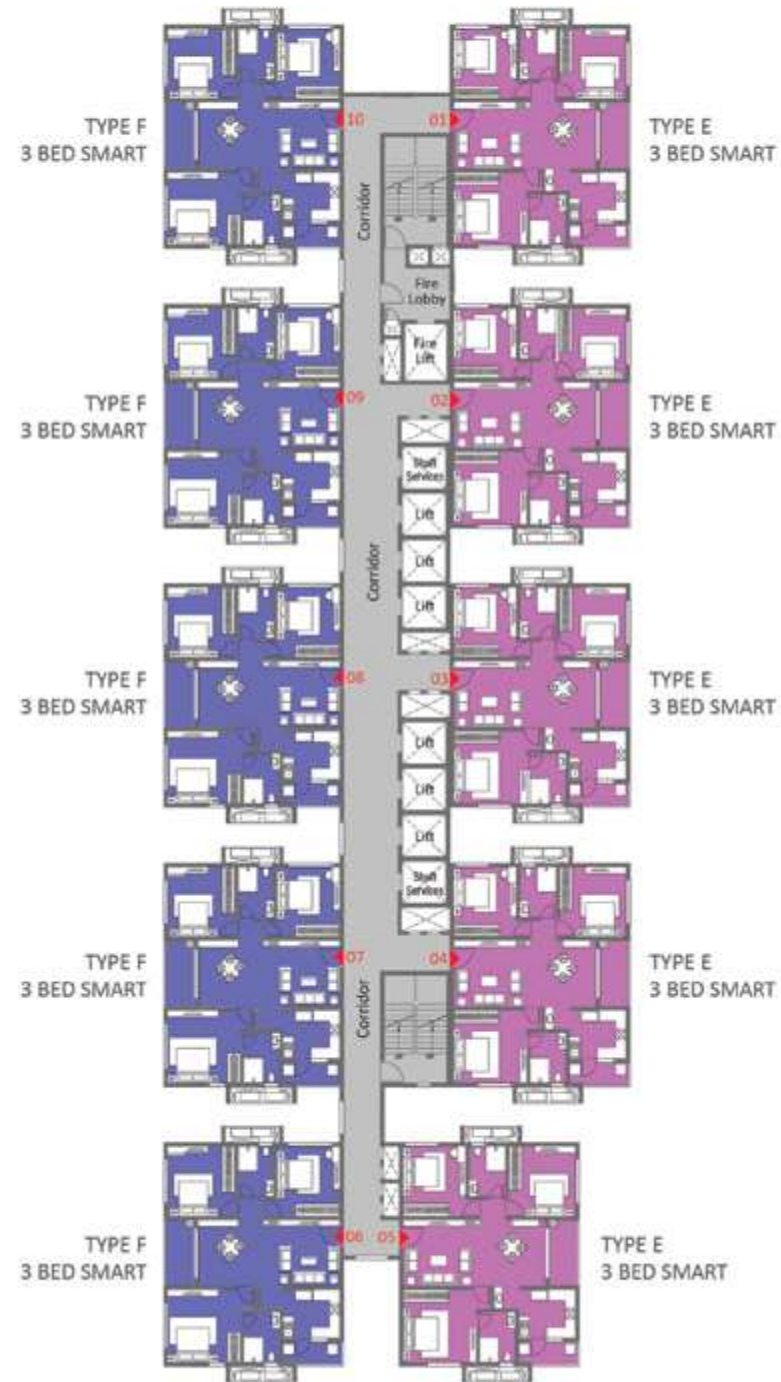 TYPE F
3 BED SMART
10
01
TYPE E
3 BED SMART
Corridor
Fire
Lobby
Fire
Lift
TYPE F
3 BED SMART
09
02
TYPE E
3 BED SMART
Shaft
Services
Lift
Corridor
Lift
Lift
TYPE F
3 BED SMART
08
03
TYPE E
3 BED SMART
Lift
Lift
Lift
Shaft
Services
TYPE F
3 BED SMART
07
04
TYPE E
3 BED SMART
Corridor
TYPE F
3 BED SMART
06
05
TYPE E
3 BED SMART